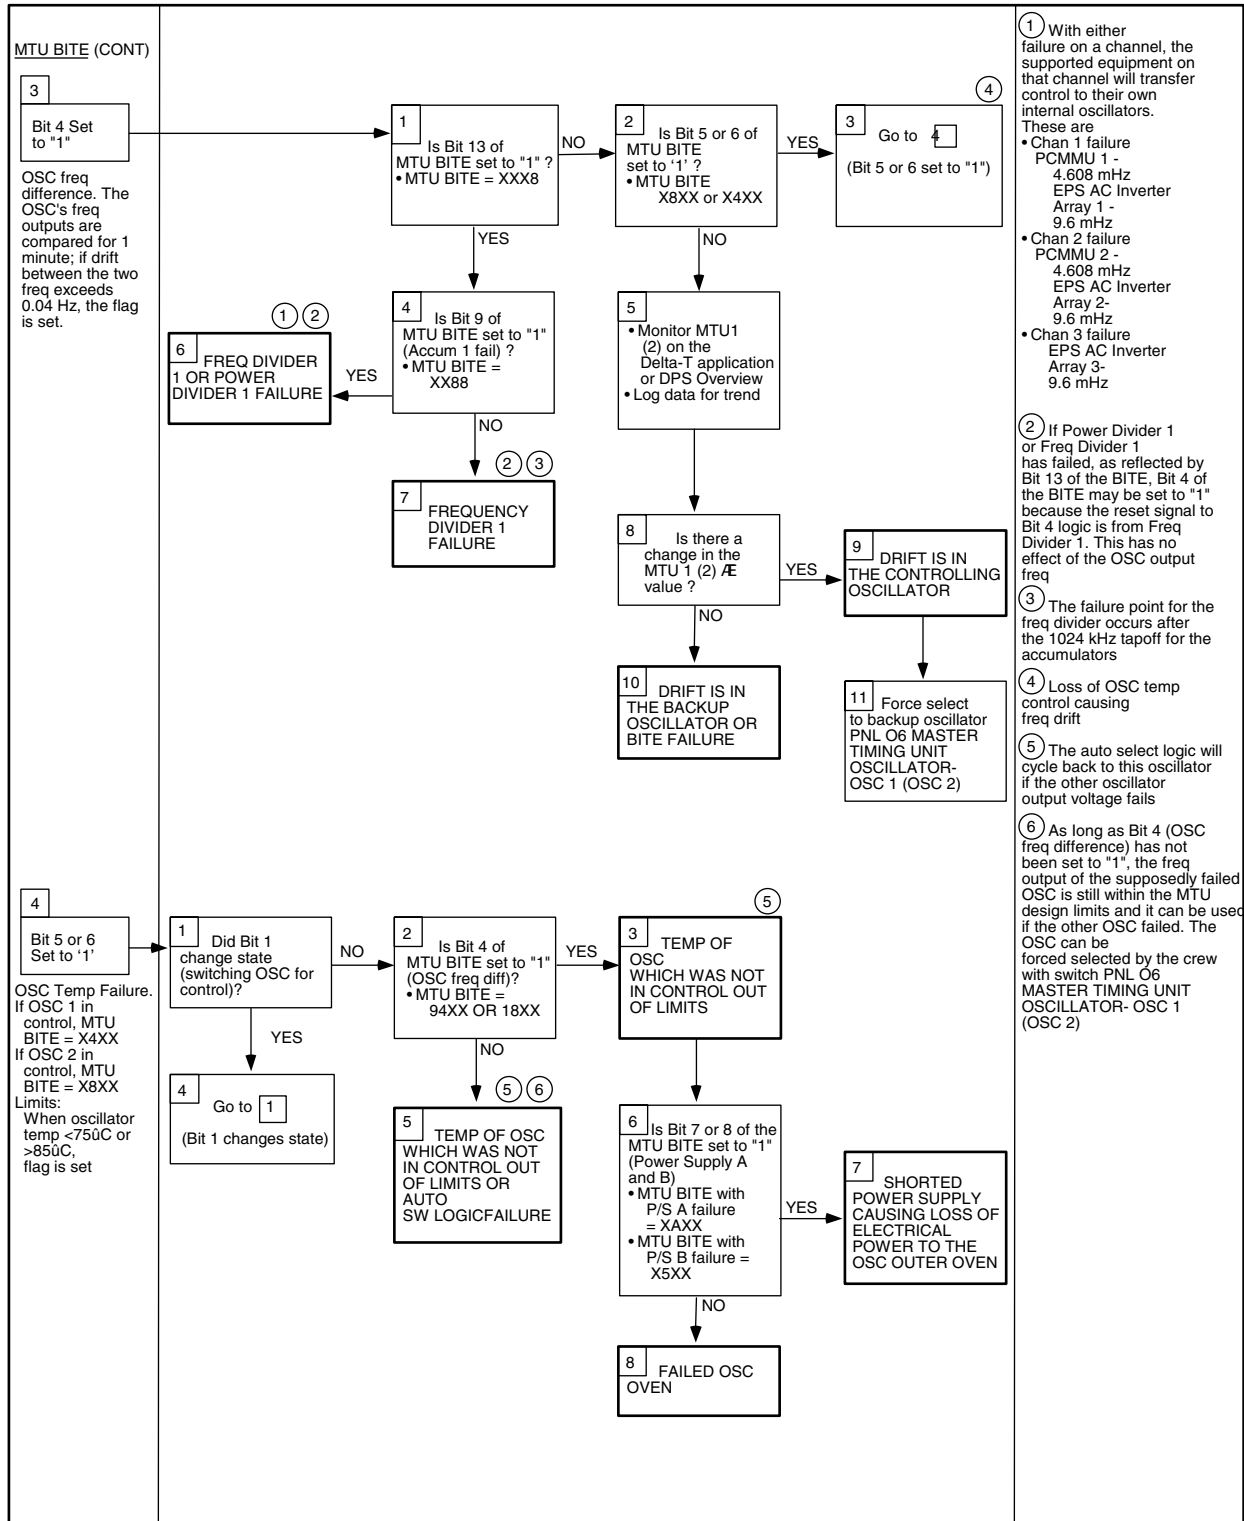 MTU BITE (CONT)
3
Bit 4 Set
to "1"
OSC freq
difference. The
OSC's freq
outputs are
compared for 1
minute; if drift
between the two
freq exceeds
0.04 Hz, the flag
is set.
1
Is Bit 13 of
MTU BITE set to "1" ?
• MTU BITE = XXX8
NO
YES
2
Is Bit 5 or 6 of
MTU BITE
set to ‘1’ ?
• MTU BITE
X8XX or X4XX
YES
NO
4
3
Go to 4
(Bit 5 or 6 set to "1")
4
Is Bit 9 of
MTU BITE set to "1"
(Accum 1 fail) ?
• MTU BITE =
XX88
YES
NO
1 2
6
FREQ DIVIDER
1 OR POWER
DIVIDER 1 FAILURE
2 3
7
FREQUENCY
DIVIDER 1
FAILURE
5
• Monitor MTU1
(2) on the
Delta-T application
or DPS Overview
• Log data for trend
8
Is there a
change in the
MTU 1 (2) Æ
value ?
YES
NO
9
DRIFT IS IN
THE CONTROLLING
OSCILLATOR
10
DRIFT IS IN
THE BACKUP
OSCILLATOR OR
BITE FAILURE
11
Force select
to backup oscillator
PNL O6 MASTER
TIMING UNIT
OSCILLATOR-
OSC 1 (OSC 2)
4
Bit 5 or 6
Set to ‘1’
OSC Temp Failure.
If OSC 1 in
control, MTU
BITE = X4XX
If OSC 2 in
control, MTU
BITE = X8XX
Limits:
When oscillator
temp <75ûC or
>85ûC,
flag is set
1
Did Bit 1
change state
(switching OSC for
control)?
NO
YES
2
Is Bit 4 of
MTU BITE set to "1"
(OSC freq diff)?
• MTU BITE =
94XX OR 18XX
YES
NO
5
3
TEMP OF
OSC
WHICH WAS NOT
IN CONTROL OUT
OF LIMITS
4
Go to 1
(Bit 1 changes state)
5 6
5
TEMP OF OSC
WHICH WAS NOT
IN CONTROL OUT
OF LIMITS OR
AUTO
SW LOGICFAILURE
6
Is Bit 7 or 8 of the
MTU BITE set to "1"
(Power Supply A
and B)
• MTU BITE with
P/S A failure
= XAXX
• MTU BITE with
P/S B failure =
X5XX
YES
NO
7
SHORTED
POWER SUPPLY
CAUSING LOSS OF
ELECTRICAL
POWER TO THE
OSC OUTER OVEN
8
FAILED OSC
OVEN
1 With either
failure on a channel, the
supported equipment on
that channel will transfer
control to their own
internal oscillators.
These are
• Chan 1 failure
PCMMU 1 -
4.608 mHz
EPS AC Inverter
Array 1 -
9.6 mHz
• Chan 2 failure
PCMMU 2 -
4.608 mHz
EPS AC Inverter
Array 2-
9.6 mHz
• Chan 3 failure
EPS AC Inverter
Array 3-
9.6 mHz
2 If Power Divider 1
or Freq Divider 1
has failed, as reflected by
Bit 13 of the BITE, Bit 4 of
the BITE may be set to "1"
because the reset signal to
Bit 4 logic is from Freq
Divider 1. This has no
effect of the OSC output
freq
3 The failure point for the
freq divider occurs after
the 1024 kHz tapoff for the
accumulators
4 Loss of OSC temp
control causing
freq drift
5 The auto select logic will
cycle back to this oscillator
if the other oscillator
output voltage fails
6 As long as Bit 4 (OSC
freq difference) has not
been set to "1", the freq
output of the supposedly failed
OSC is still within the MTU
design limits and it can be used
if the other OSC failed. The
OSC can be
forced selected by the crew
with switch PNL O6
MASTER TIMING UNIT
OSCILLATOR- OSC 1
(OSC 2)